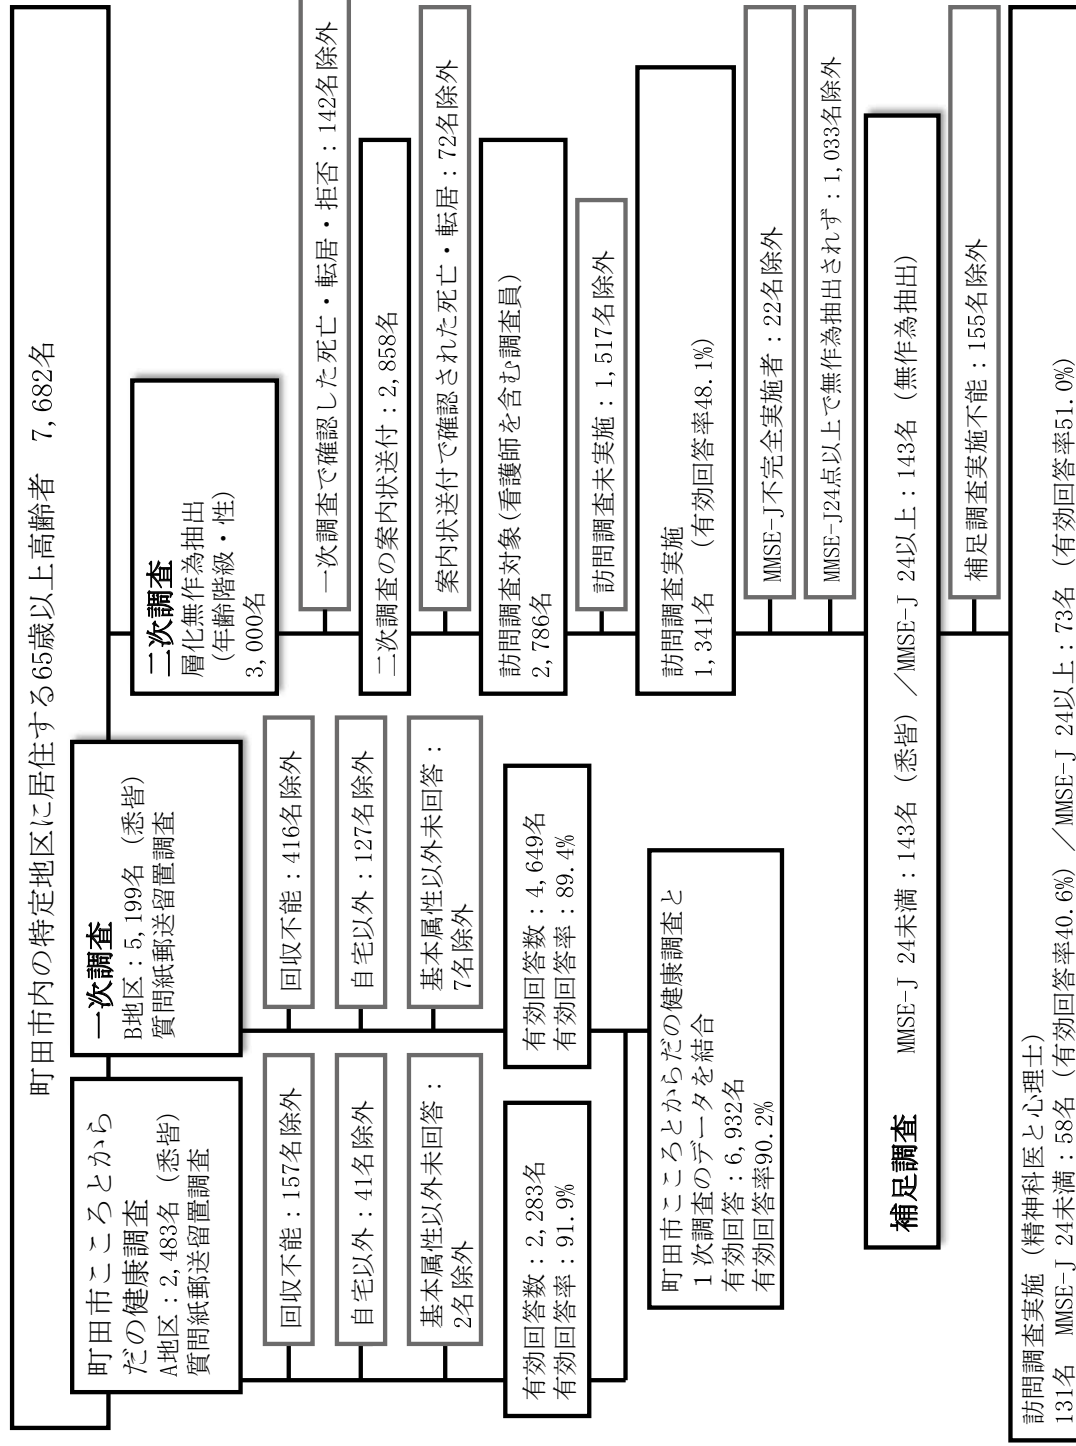 町田市内の特定地区に居住する65歳以上高齢者 7,682名
町田市こころとから
だの健康調査
A地区：2,483名（悉皆）
質問紙郵送留置調査
回収不能：157名除外
自宅以外：41名除外
基本属性以外未回答：
2名除外
有効回答数：2,283名
有効回答率：91.9%
一次調査
B地区：5,199名（悉皆）
質問紙郵送留置調査
回収不能：416名除外
自宅以外：127名除外
基本属性以外未回答：
7名除外
有効回答数：4,649名
有効回答率：89.4%
町田市こころとからだの健康調査と
１次調査のデータを結合
有効回答：6,932名
有効回答率90.2%
二次調査
層化無作為抽出
（年齢階級・性）
3,000名
一次調査で確認した死亡・転居・拒否：142名除外
二次調査の案内状送付：2,858名
案内状送付で確認された死亡・転居：72名除外
訪問調査対象(看護師を含む調査員)
2,786名
訪問調査未実施：1,517名除外
訪問調査実施
1,341名 （有効回答率48.1%)
MMSE-J不完全実施者：22名除外
MMSE-J24点以上で無作為抽出されず：1,033名除外
補足調査 MMSE-J 24未満：143名（悉皆）／MMSE-J 24以上：143名（無作為抽出）
補足調査実施不能：155名除外
訪問調査実施（精神科医と心理士）
131名 MMSE-J 24未満：58名（有効回答率40.6%）／MMSE-J 24以上：73名（有効回答率51.0%）